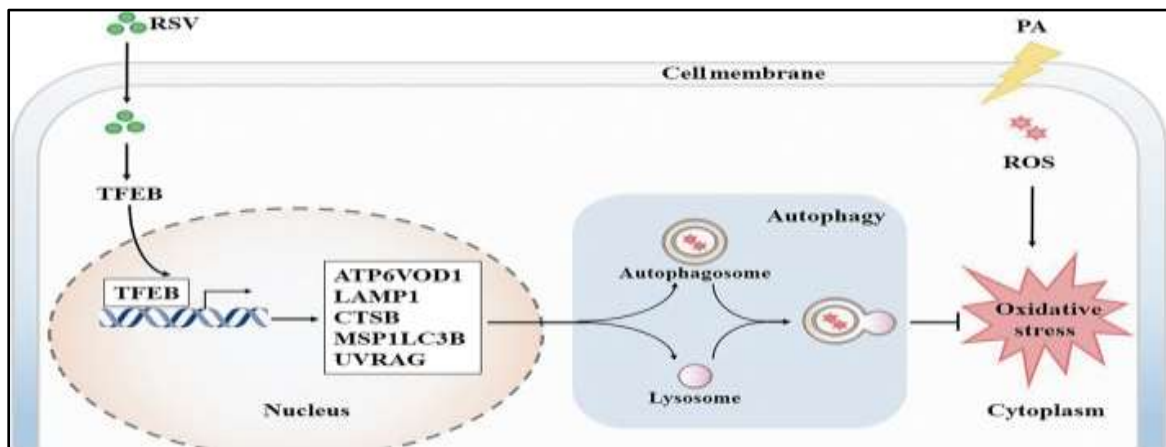 RSV
PA
Cell membrane
ROS
TFEB
Autophagy
TFEB
ATP6VOD1
LAMP1
CTSB
MSP1LC3B
UVRAG
Autophagosome
Oxidative
stress
Lysosome
Nucleus
Cytoplasm